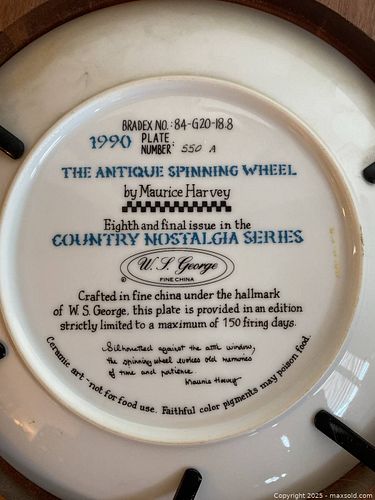 BRADEX NO.: 84-G20-18.8
1990 PLATE NUMBER: 550 A
THE ANTIQUE SPINNING WHEEL
by Maurice Harvey
Eighth and final issue in the
COUNTRY NOSTALGIA SERIES
W. S. George
FINE CHINA
©
Crafted in fine china under the hallmark
of W. S. George, this plate is provided in an edition
strictly limited to a maximum of 150 firing days.
Silhouetted against the attic window,
the spinning wheel evokes old memories
of time and patience.
Maurice Harvey
Ceramic art - not for food use. Faithful color pigments may poison food.
Copyright 2025 - maxsold.com